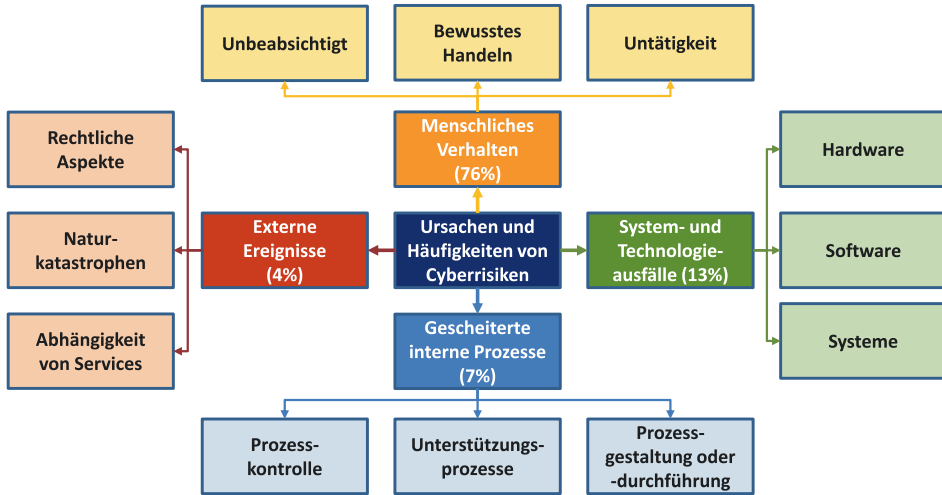 Unbeabsichtigt
Bewusstes
Handeln
Untätigkeit
Menschliches
Verhalten
(76%)
Rechtliche
Aspekte
Hardware
Natur-
katastrophen
Externe
Ereignisse
(4%)
Ursachen und
Häufigkeiten von
Cyberrisiken
System- und
Technologie-
ausfälle (13%)
Software
Abhängigkeit
von Services
Gescheiterte
interne Prozesse
(7%)
Systeme
Prozess-
kontrolle
Unterstützungs-
prozesse
Prozess-
gestaltung oder
-durchführung